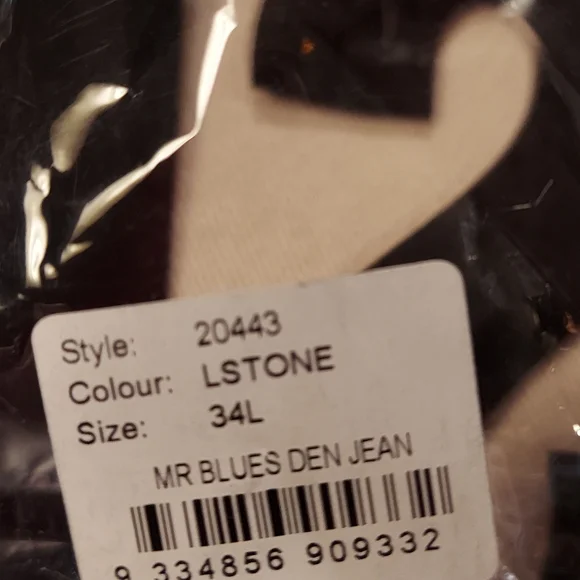 Style: 20443
Colour: LSTONE
Size: 34L
MR BLUES DEN JEAN
9 334856 909332